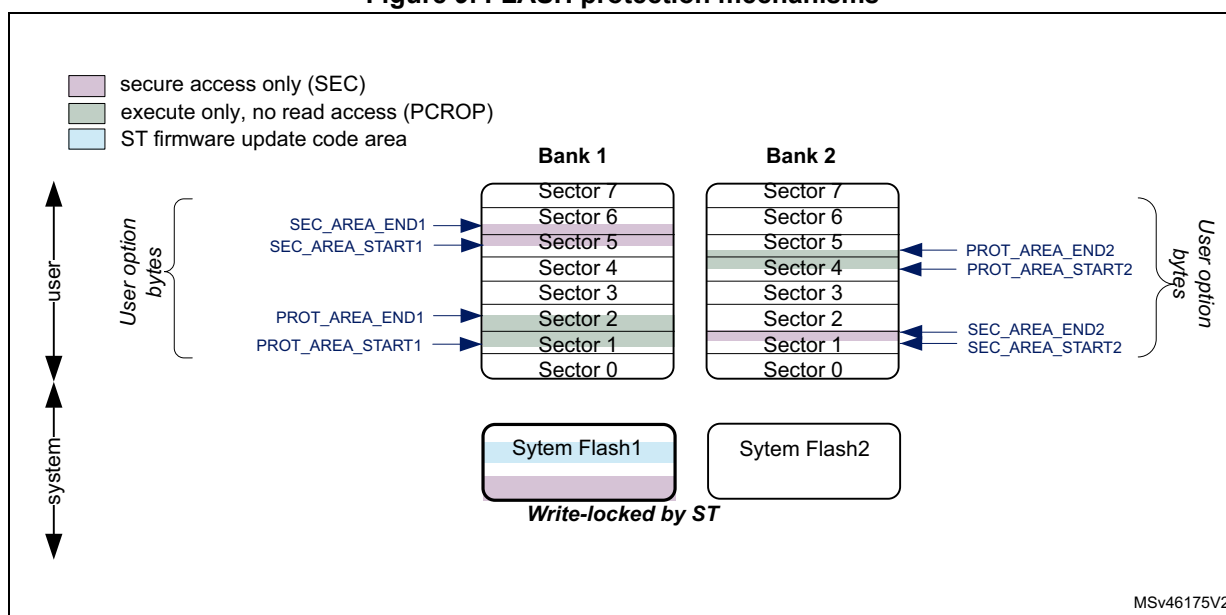 Figure 9. FLASH protection mechanisms
secure access only (SEC)
execute only, no read access (PCROP)
ST firmware update code area
Bank 1
Bank 2
user
User option
bytes
SEC_AREA_END1
SEC_AREA_START1
PROT_AREA_END1
PROT_AREA_START1
Sector 7
Sector 6
Sector 5
Sector 4
Sector 3
Sector 2
Sector 1
Sector 0
Sector 7
Sector 6
Sector 5
Sector 4
Sector 3
Sector 2
Sector 1
Sector 0
PROT_AREA_END2
PROT_AREA_START2
SEC_AREA_END2
SEC_AREA_START2
User option
bytes
system
Sytem Flash1
Sytem Flash2
Write-locked by ST
MSv46175V2